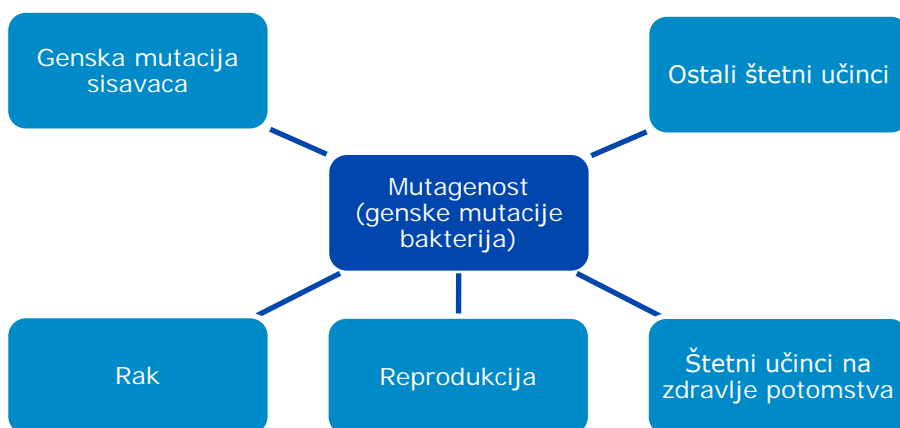 Genska mutacija
sisavaca
Ostali štetni učinci
Mutagenost
(genske mutacije
bakterija)
Rak
Reprodukcija
Štetni učinci na
zdravlje potomstva